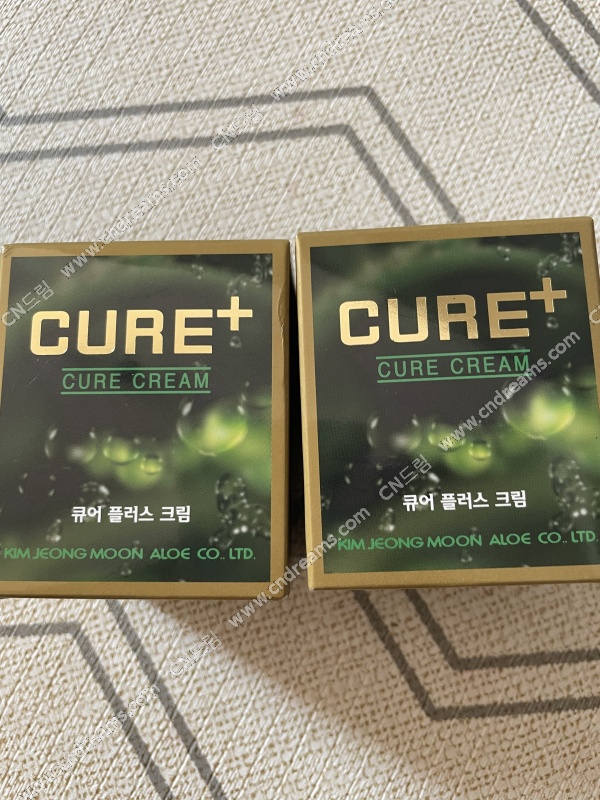 CURE+
CURE CREAM
큐어 플러스 크림
KIM JEONG MOON ALOE CO., LTD.
CURE+
CURE CREAM
큐어 플러스 크림
KIM JEONG MOON ALOE CO., LTD.
CN드림 www.cndreams.com